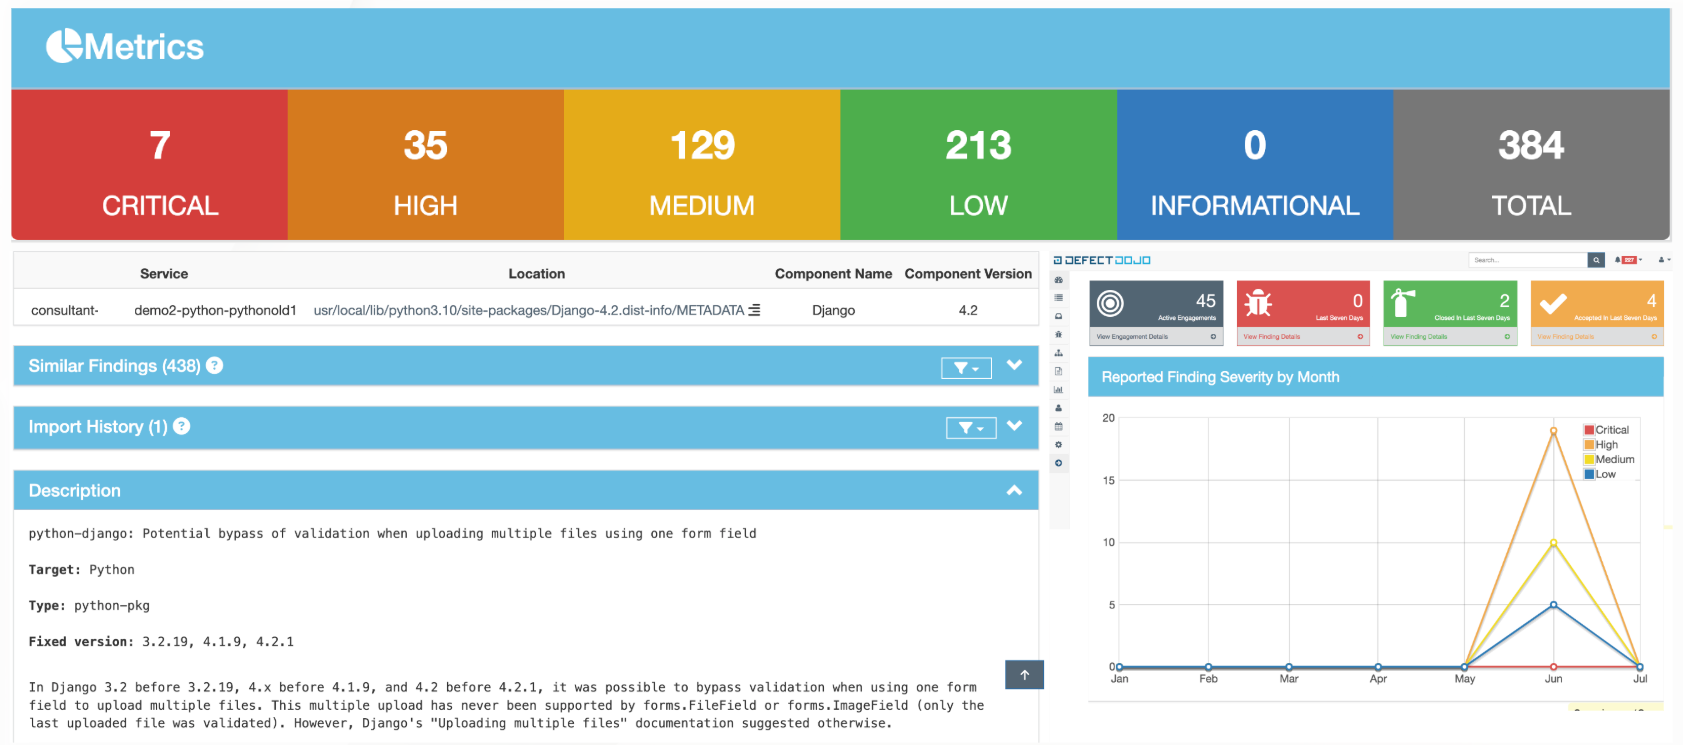 Metrics
7
CRITICAL
35
HIGH
129
MEDIUM
213
LOW
0
INFORMATIONAL
384
TOTAL
Service Location Component Name Component Version
consultant- demo2-python-pythonold1 usr/local/lib/python3.10/site-packages/Django-4.2.dist-info/METADATA Django 4.2
Similar Findings (438) ?
Import History (1) ?
Description
python-django: Potential bypass of validation when uploading multiple files using one form field
Target: Python
Type: python-pkg
Fixed version: 3.2.19, 4.1.9, 4.2.1
In Django 3.2 before 3.2.19, 4.x before 4.1.9, and 4.2 before 4.2.1, it was possible to bypass validation when using one form
field to upload multiple files. This multiple upload has never been supported by forms.FileField or forms.ImageField (only the
last uploaded file was validated). However, Django's "Uploading multiple files" documentation suggested otherwise.
DEFECTDOJO
Search...
227
45
Active Engagements
View Engagement Details
0
Last Seven Days
View Finding Details
2
Closed In Last Seven Days
View Finding Details
4
Accepted In Last Seven Days
View Finding Details
Reported Finding Severity by Month
20
15
10
5
0
Critical
High
Medium
Low
Jan Feb Mar Apr May Jun Jul